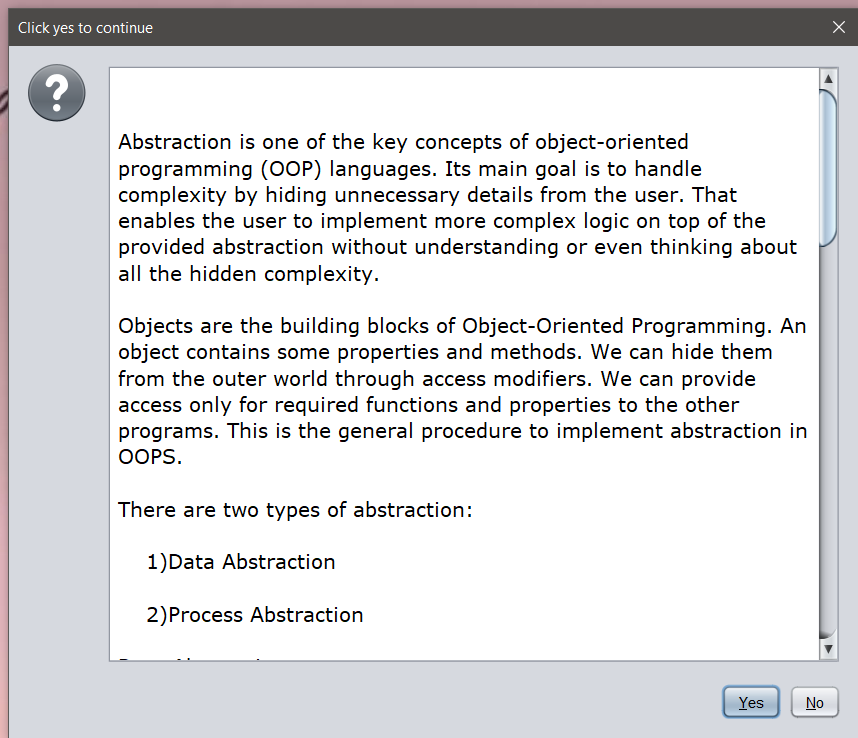 Click yes to continue
Abstraction is one of the key concepts of object-oriented
programming (OOP) languages. Its main goal is to handle
complexity by hiding unnecessary details from the user. That
enables the user to implement more complex logic on top of the
provided abstraction without understanding or even thinking about
all the hidden complexity.
Objects are the building blocks of Object-Oriented Programming. An
object contains some properties and methods. We can hide them
from the outer world through access modifiers. We can provide
access only for required functions and properties to the other
programs. This is the general procedure to implement abstraction in
OOPS.
There are two types of abstraction:
1)Data Abstraction
2)Process Abstraction
Yes
No